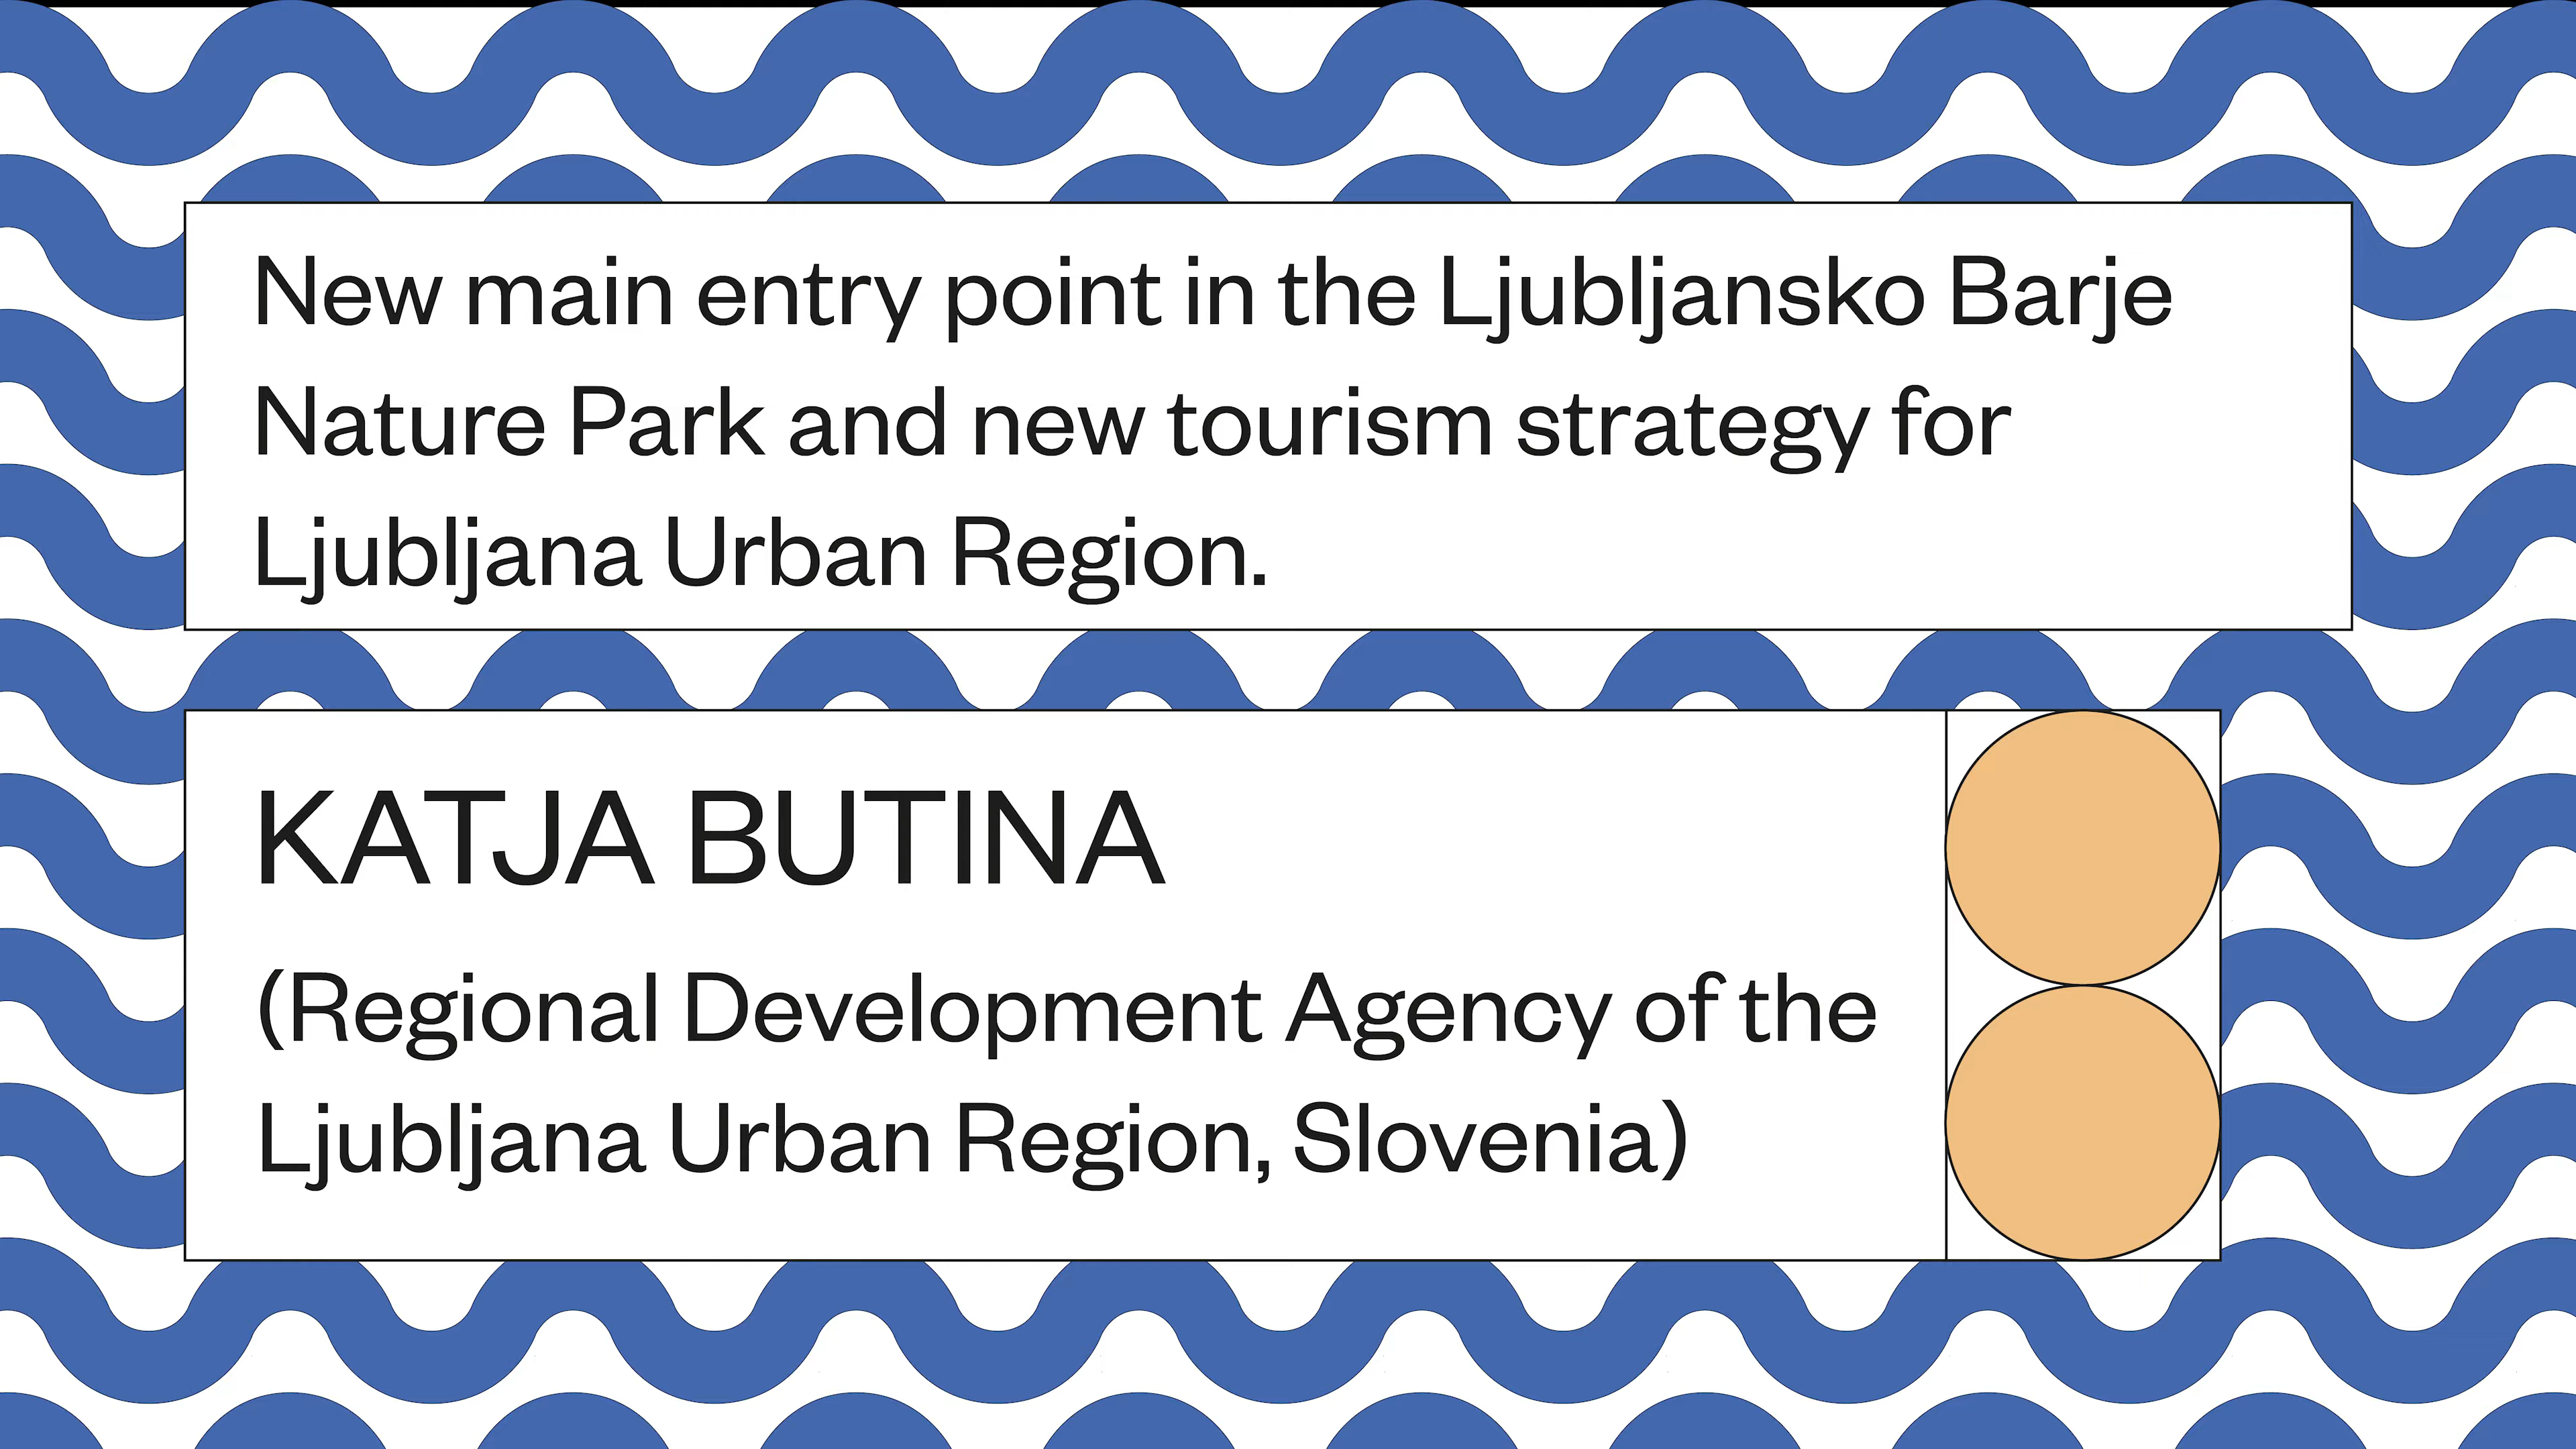 New main entry point in the Ljubljansko Barje
Nature Park and new tourism strategy for
Ljubljana Urban Region.
KATJA BUTINA
(Regional Development Agency of the
Ljubljana Urban Region, Slovenia)